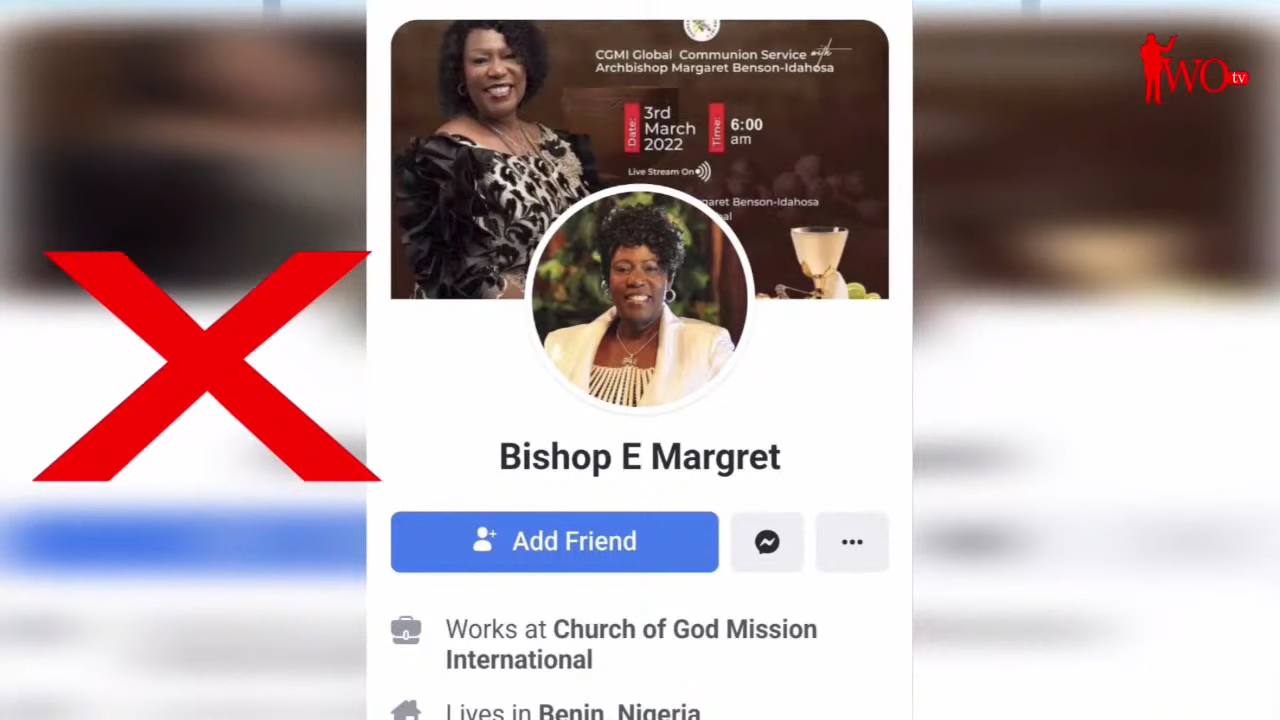 CGMI Global Communion Service with
Archbishop Margaret Benson-Idahosa
Date:
3rd
March
2022
Time:
6:00
am
Live Stream On
garet Benson-Idahosa
IWO tv
Bishop E Margret
Add Friend
Works at Church of God Mission
International
Lives in Benin, Nigeria